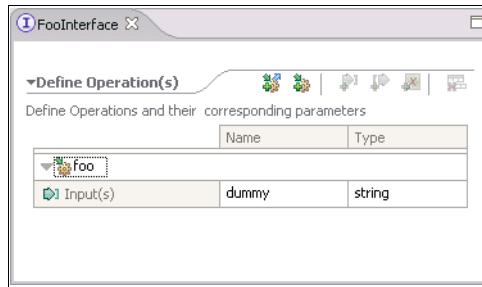 FooInterface
Define Operation(s)
Define Operations and their corresponding parameters
Name Type
foo
Input(s) dummy string